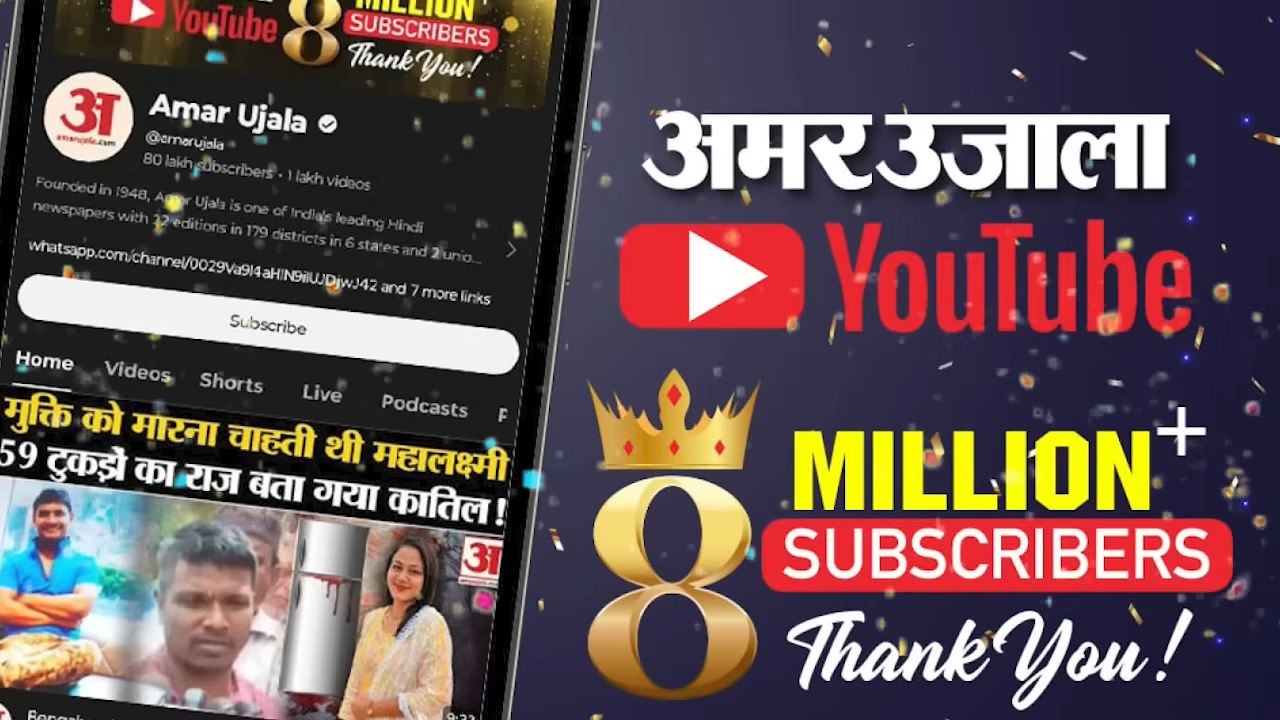 MILLION
YouTube
8
SUBSCRIBERS
Thank You!
अ
amarujala.com
Amar Ujala
@amarujala
80 lakh subscribers • 1 lakh videos
Founded in 1948, Amar Ujala is one of India's leading Hindi
newspapers with 22 editions in 179 districts in 6 states and 2 unio...
whatsapp.com/channel/ and 7 more links
Subscribe
Home Videos Shorts Live Podcasts P
मुक्ति को मारना चाहती थी महालक्ष्मी
59 टुकड़ों का राज बता गया कातिल!
अ
9:33
अमर उजाला
YouTube
8 MILLION+
SUBSCRIBERS
Thank You!